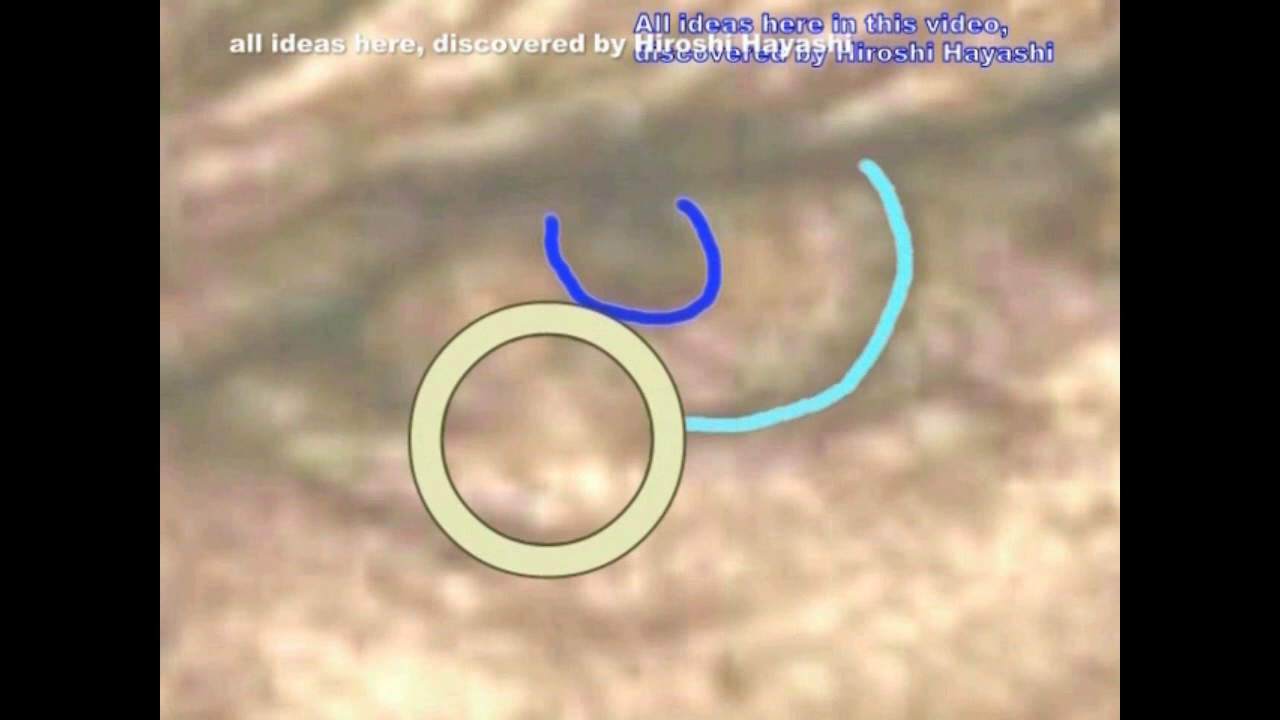 All ideas here in this video,
discovered by Hiroshi Hayashi
all ideas here, discovered by Hiroshi Hayashi